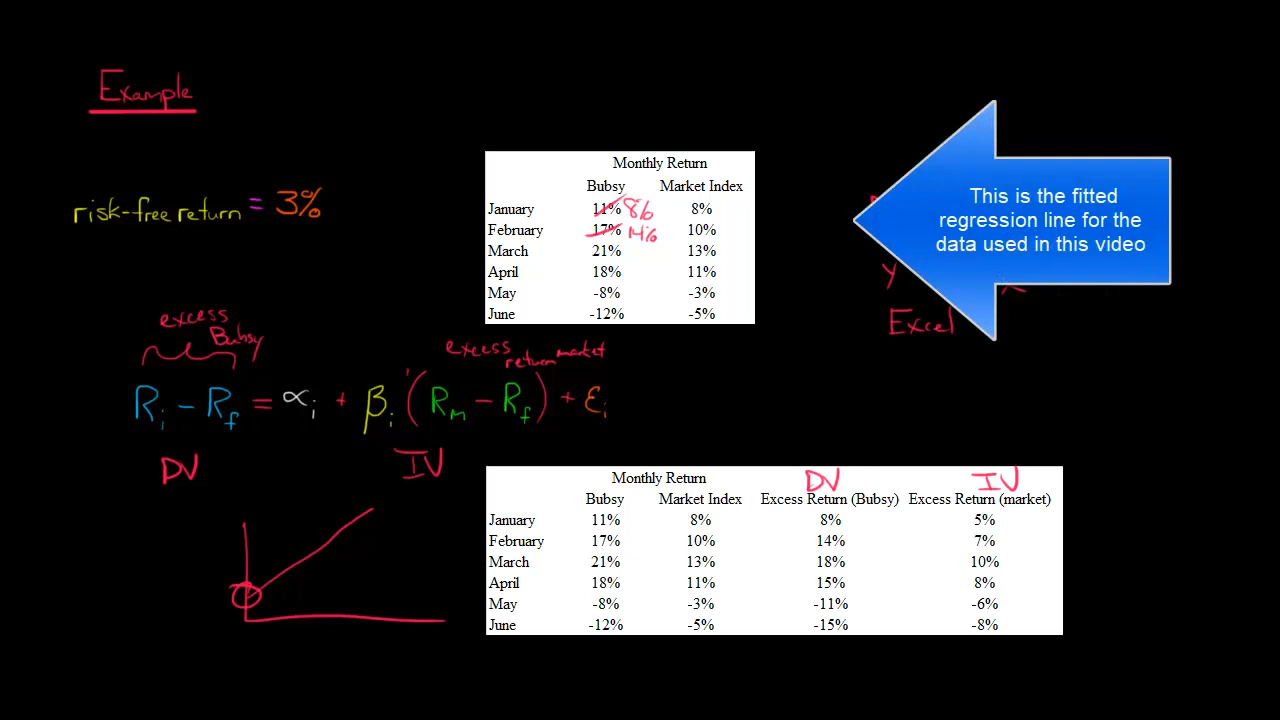 Example
risk-free return = 3%
Monthly Return
Bubsy Market Index
January 11% 8% 8%
February 17% 14% 10%
March 21% 13%
April 18% 11%
May -8% -3%
June -12% -5%
This is the fitted
regression line for the
data used in this video
y
Excel
excess
Bubsy
excess
return market
Ri - Rf = αi + βi (RM - Rf) + εi
DV IV
Monthly Return DV IV
Bubsy Market Index Excess Return (Bubsy) Excess Return (market)
January 11% 8% 8% 5%
February 17% 10% 14% 7%
March 21% 13% 18% 10%
April 18% 11% 15% 8%
May -8% -3% -11% -6%
June -12% -5% -15% -8%